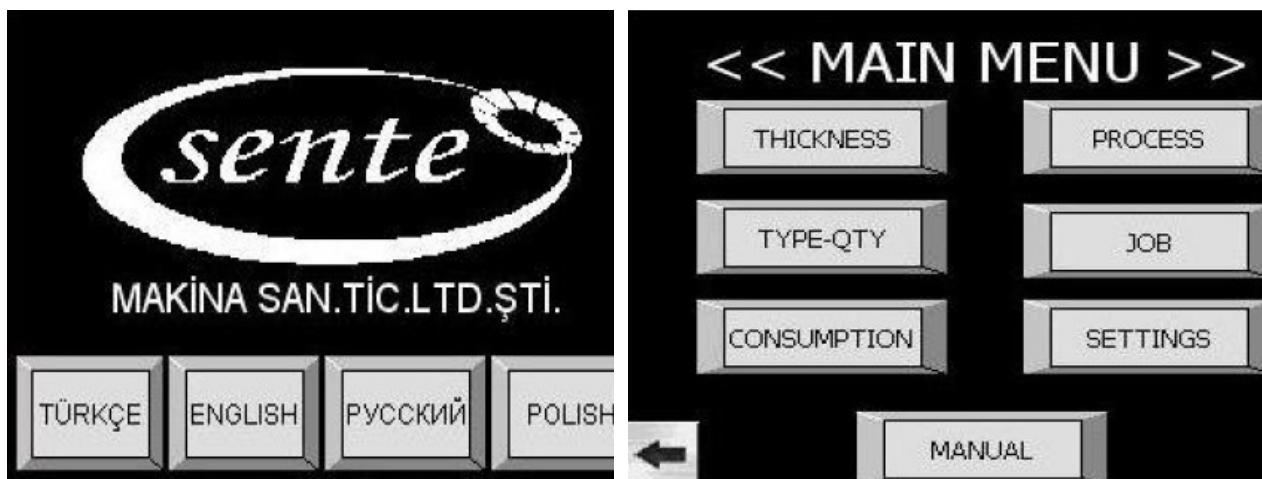 sente
MAKİNA SAN.TİC.LTD.ŞTİ.
TÜRKÇE
ENGLISH
РУССКИЙ
POLISH
<< MAIN MENU >>
THICKNESS
PROCESS
TYPE-QTY
JOB
CONSUMPTION
SETTINGS
MANUAL